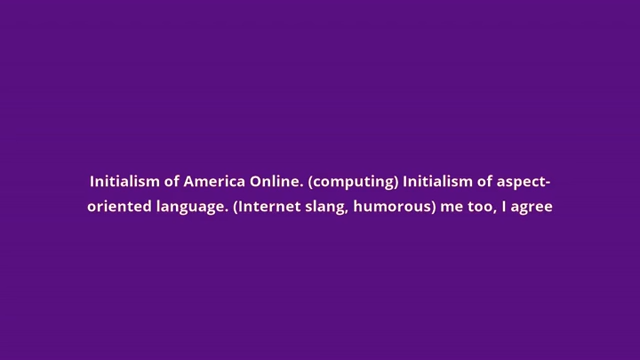 Initialism of America Online. (computing) Initialism of aspect-
oriented language. (Internet slang, humorous) me too, I agree